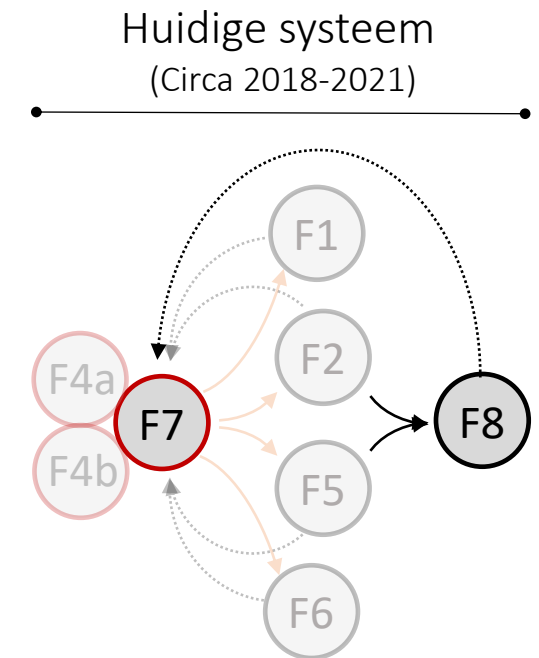 Huidige systeem
(Circa 2018-2021)
F1
F2
F4a
F7
F8
F4b
F5
F6